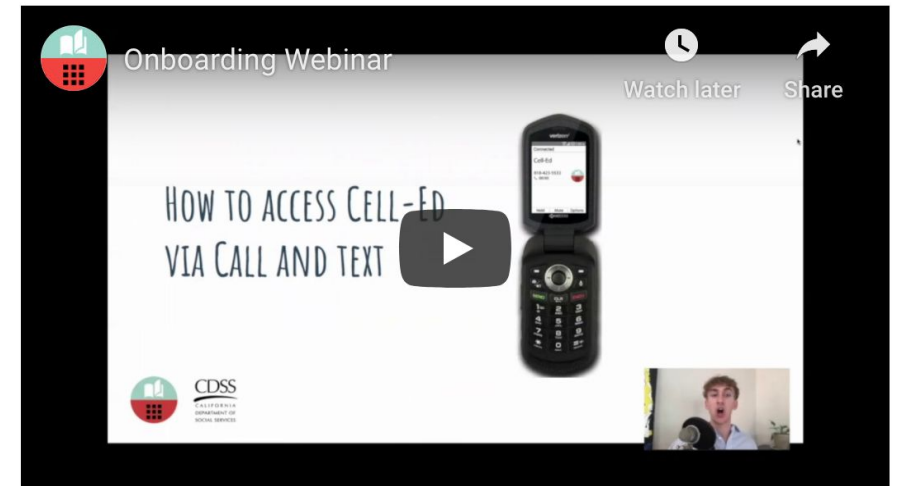 Onboarding Webinar
Watch later
Share
HOW TO ACCESS CELL-ED
VIA CALL AND TEXT
verizon
Connected
Cell-Ed
CDSS
CALIFORNIA
DEPARTMENT OF
SOCIAL SERVICES